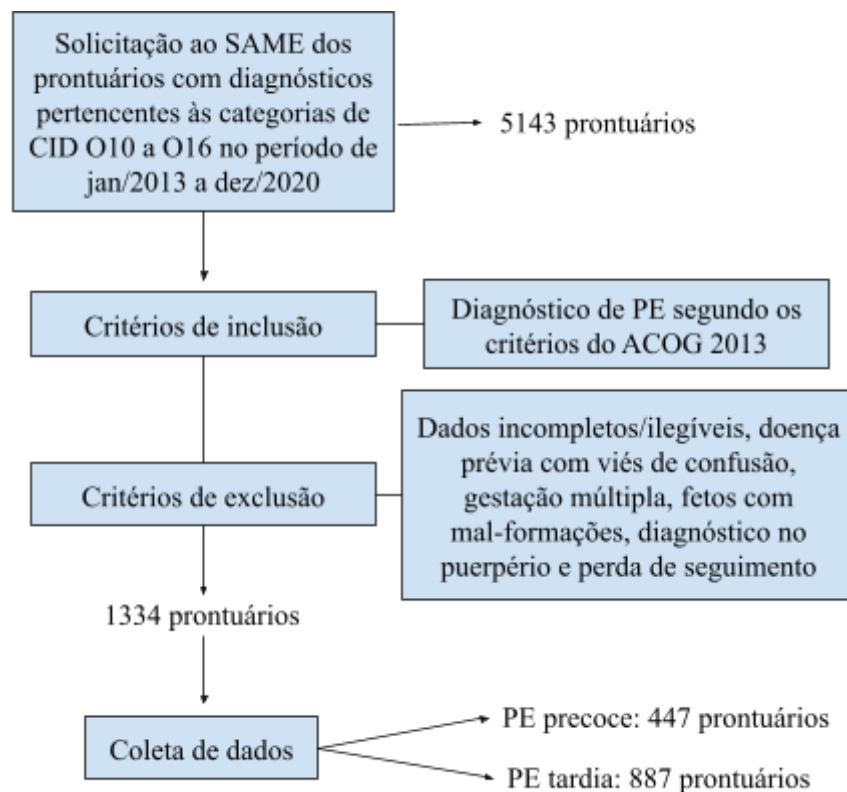 Solicitação ao SAME dos
prontuários com diagnósticos
pertencentes às categorias de
CID O10 a O16 no período de
jan/2013 a dez/2020
5143 prontuários
Critérios de inclusão
Diagnóstico de PE segundo os
critérios do ACOG 2013
Dados incompletos/ilegíveis, doença
prévia com viés de confusão,
gestação múltipla, fetos com
mal-formações, diagnóstico no
puerpério e perda de seguimento
Critérios de exclusão
1334 prontuários
Coleta de dados
PE precoce: 447 prontuários
PE tardia: 887 prontuários